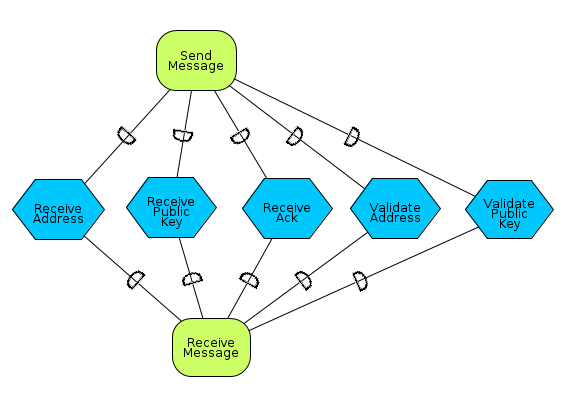 Send
Message
Receive
Address
Receive
Public
Key
Receive
Ack
Validate
Address
Validate
Public
Key
Receive
Message